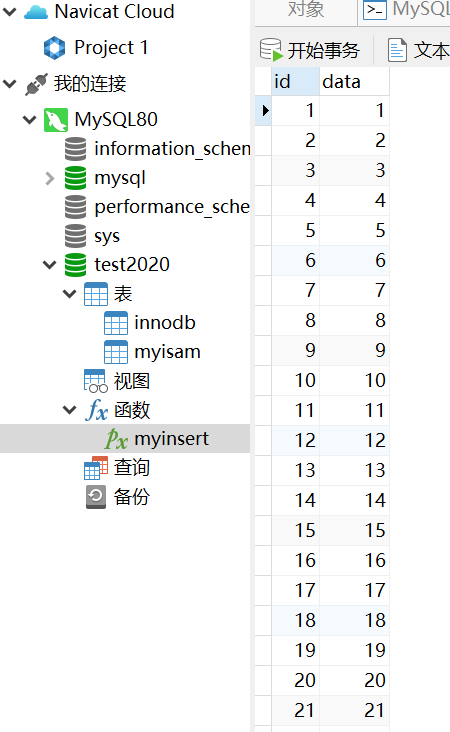 Navicat Cloud
Project 1
我的连接
MySQL80
information_schen
mysql
performance_sche
sys
test2020
表
innodb
myisam
视图
函数
myinsert
查询
备份
对象 MySQL
开始事务 文本
id data
1 1
2 2
3 3
4 4
5 5
6 6
7 7
8 8
9 9
10 10
11 11
12 12
13 13
14 14
15 15
16 16
17 17
18 18
19 19
20 20
21 21